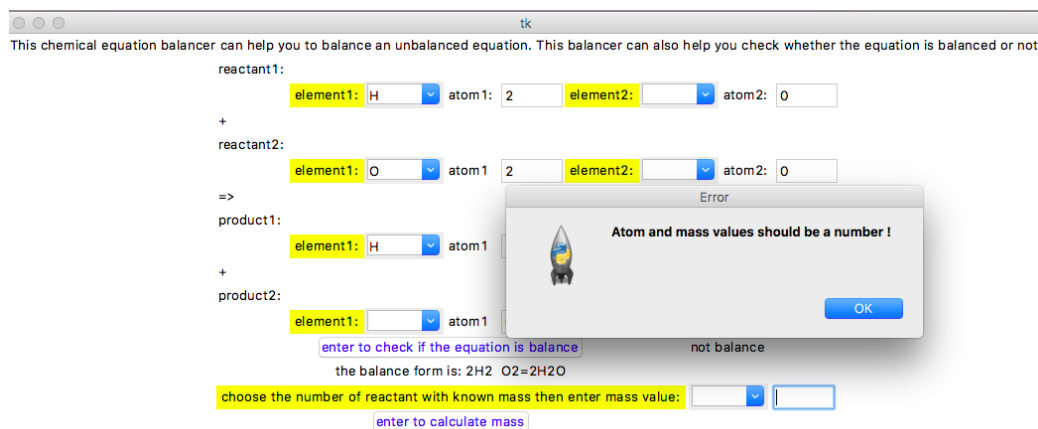 tk
This chemical equation balancer can help you to balance an unbalanced equation. This balancer can also help you check whether the equation is balanced or not
reactant1:
element1: H atom1: 2 element2: atom2: 0
+
reactant2:
element1: O atom1 2 element2: atom2: 0
=>
Error
product1:
Atom and mass values should be a number !
element1: H atom1
+
product2:
OK
element1: atom1
enter to check if the equation is balance not balance
the balance form is: 2H2 O2=2H2O
choose the number of reactant with known mass then enter mass value:
enter to calculate mass